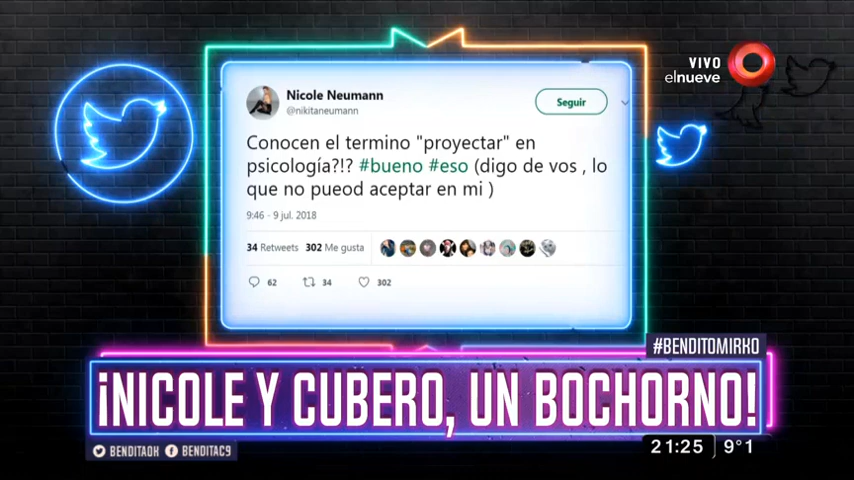 VIVO
elnueve
Nicole Neumann
@nikitaneumann
Seguir
Conocen el termino "proyectar" en
psicología?!? #bueno #eso (digo de vos , lo
que no pueod aceptar en mi )
9:46 - 9 jul. 2018
34 Retweets 302 Me gusta
62 34 302
#BENDITOMIRKO
¡NICOLE Y CUBERO, UN BOCHORNO!
BENDITAOK BENDITAC9
21:25 9°1